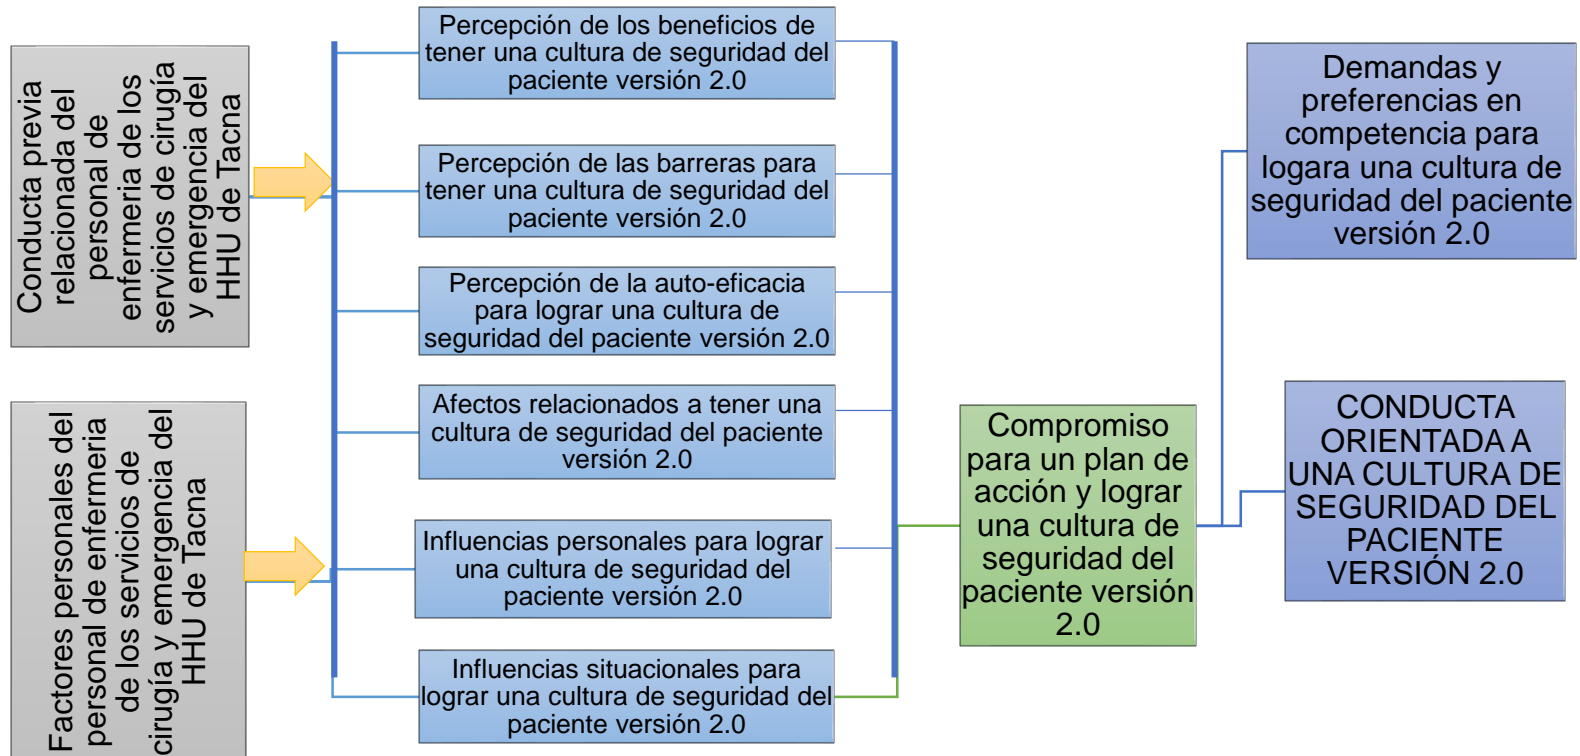 Conducta previa
relacionada del
personal de
enfermeria de los
servicios de cirugía
y emergencia del
HHU de Tacna
Factores personales del
personal de enfermeria
de los servicios de
cirugía y emergencia del
HHU de Tacna
Percepción de los beneficios de
tener una cultura de seguridad del
paciente versión 2.0
Percepción de las barreras para
tener una cultura de seguridad del
paciente versión 2.0
Percepción de la auto-eficacia
para lograr una cultura de
seguridad del paciente versión 2.0
Afectos relacionados a tener una
cultura de seguridad del paciente
versión 2.0
Influencias personales para lograr
una cultura de seguridad del
paciente versión 2.0
Influencias situacionales para
lograr una cultura de seguridad del
paciente versión 2.0
Compromiso
para un plan de
acción y lograr
una cultura de
seguridad del
paciente versión
2.0
Demandas y
preferencias en
competencia para
logara una cultura de
seguridad del paciente
versión 2.0
CONDUCTA
ORIENTADA A
UNA CULTURA DE
SEGURIDAD DEL
PACIENTE
VERSIÓN 2.0